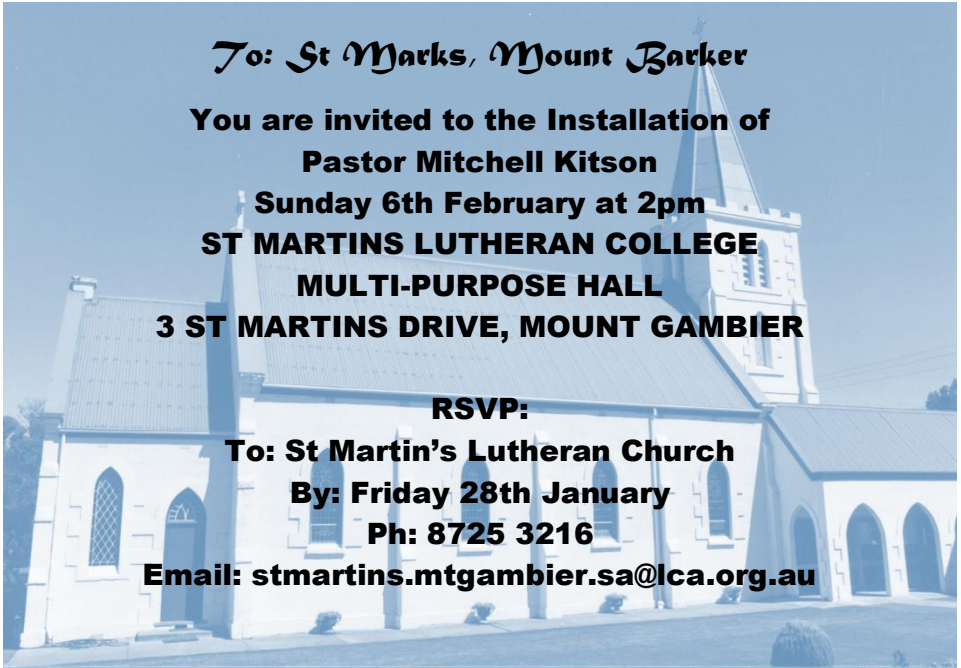 To: St Marks, Mount Barker
You are invited to the Installation of
Pastor Mitchell Kitson
Sunday 6th February at 2pm
ST MARTINS LUTHERAN COLLEGE
MULTI-PURPOSE HALL
3 ST MARTINS DRIVE, MOUNT GAMBIER
RSVP:
To: St Martin’s Lutheran Church
By: Friday 28th January
Ph: 8725 3216
Email: stmartins.mtgambier.sa@lca.org.au